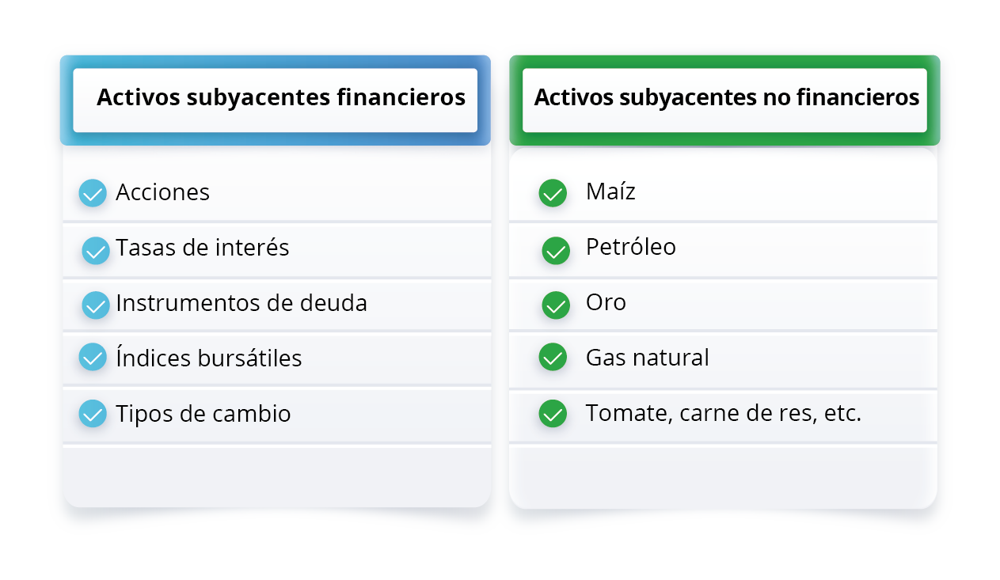 Activos subyacentes financieros
Acciones
Tasas de interés
Instrumentos de deuda
Índices bursátiles
Tipos de cambio
Activos subyacentes no financieros
Maíz
Petróleo
Oro
Gas natural
Tomate, carne de res, etc.